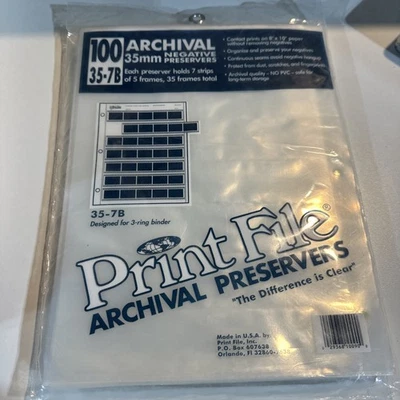 100
35-7B
ARCHIVAL
35mm NEGATIVE PRESERVERS
Each preserver holds 7 strips
of 5 frames, 35 frames total
• Contact prints on 8" x 10" paper
without removing negatives
• Organize and preserve your negatives
• Continuous seams avoid negative hangup
• Protect from dust, scratches, and fingerprints
• Archival quality - NO PVC - safe for
long-term storage
35-7B
Designed for 3-ring binder
Print File®
ARCHIVAL PRESERVERS
"The Difference is Clear"
Made in U.S.A. by:
Print File, Inc.
P.O. Box 607638
Orlando, Fl 32860